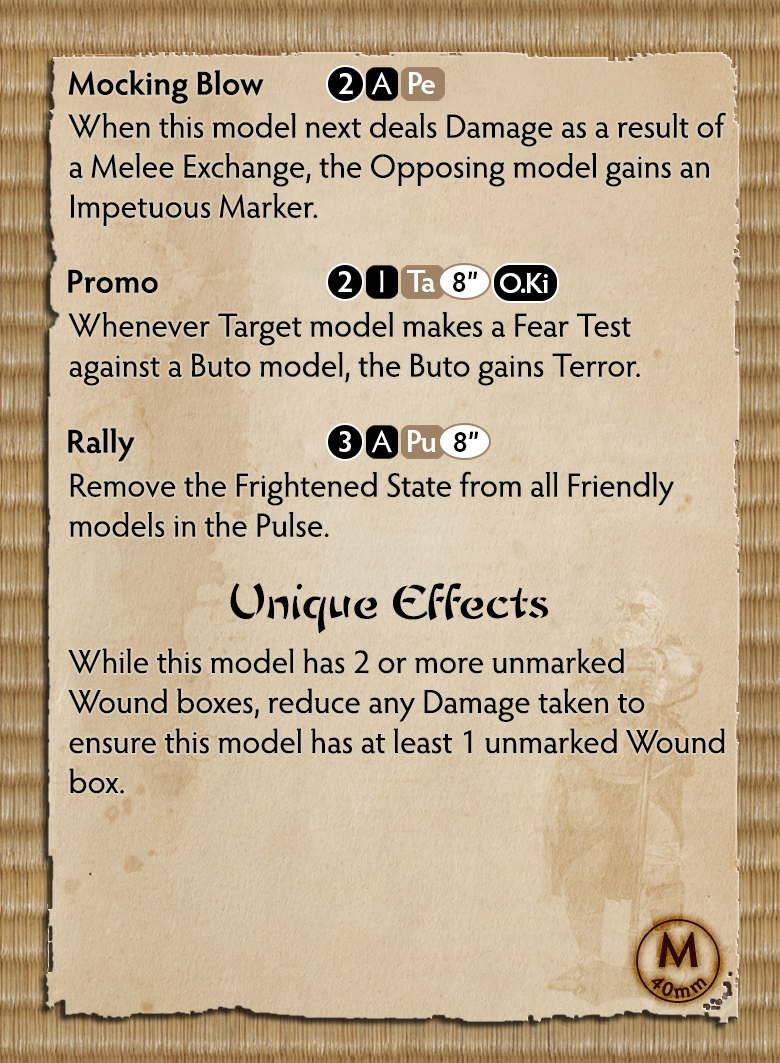 Mocking Blow 2 A Pe
When this model next deals Damage as a result of
a Melee Exchange, the Opposing model gains an
Impetuous Marker.
Promo 2 I Ta 8” O.Ki
Whenever Target model makes a Fear Test
against a Buto model, the Buto gains Terror.
Rally 3 A Pu 8”
Remove the Frightened State from all Friendly
models in the Pulse.
Unique Effects
While this model has 2 or more unmarked
Wound boxes, reduce any Damage taken to
ensure this model has at least 1 unmarked Wound
box.
M
40mm